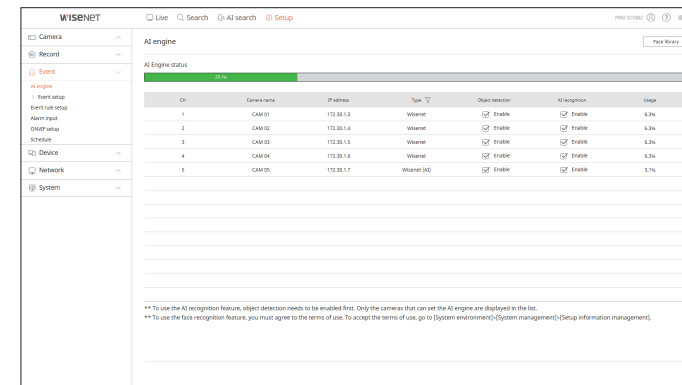 WISENET
Live Search AI search Setup
PRN-3210B2
Camera
Record
Event
AI engine
Event setup
Event rule setup
Alarm input
ONVIF setup
Schedule
Device
Network
System
AI engine
Face library
AI Engine status
CH Camera name IP address Type Object detection AI recognition Usage
1 CAM 01 172.30.1.3 Wisenet Enable Enable 6.3%
2 CAM 02 172.30.1.4 Wisenet Enable Enable 6.3%
3 CAM 03 172.30.1.5 Wisenet Enable Enable 6.3%
4 CAM 04 172.30.1.6 Wisenet Enable Enable 6.3%
5 CAM 05 172.30.1.7 Wisenet (AI) Enable Enable 3.1%
** To use the AI recognition feature, object detection needs to be enabled first. Only the cameras that can set the AI engine are displayed in the list.
** To use the face recognition feature, you must agree to the terms of use. To accept the terms of use, go to [System environment]>[System management]>[Setup information management].